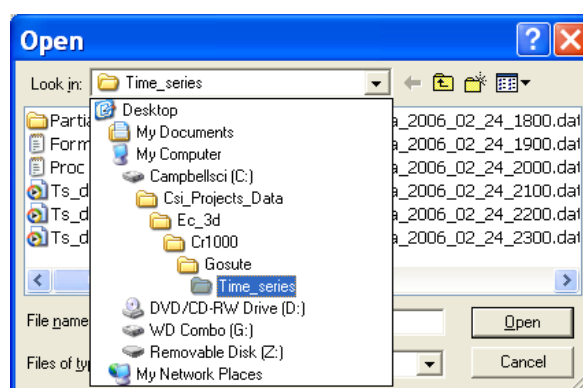 Open
Look in: Time_series
Desktop
My Documents
My Computer
Campbellsci (C:)
Csi_Projects_Data
Ec_3d
Cr1000
Gosute
Time_series
DVD/CD-RW Drive (D:)
WD Combo (G:)
Removable Disk (Z:)
My Network Places
Partia
Form
Proc
Ts_d
Ts_d
Ts_d
a_2006_02_24_1800.dat
a_2006_02_24_1900.dat
a_2006_02_24_2000.dat
a_2006_02_24_2100.dat
a_2006_02_24_2200.dat
a_2006_02_24_2300.dat
File name
Open
Files of ty
Cancel